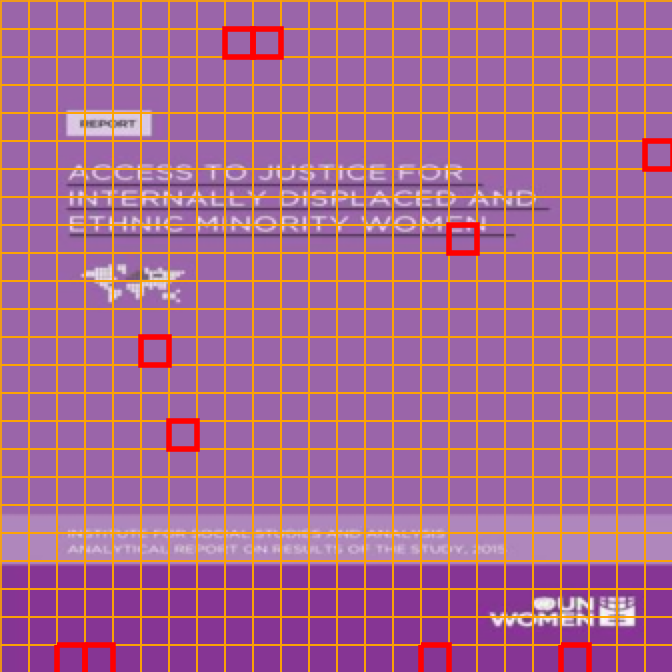 REPORT
ACCESS TO JUSTICE FOR
INTERNALLY DISPLACED AND
ETHNIC MINORITY WOMEN
INSTITUTE FOR SOCIAL STUDIES AND ANALYSIS
ANALYTICAL REPORT ON RESULTS OF THE STUDY, 2015
UN
WOMEN